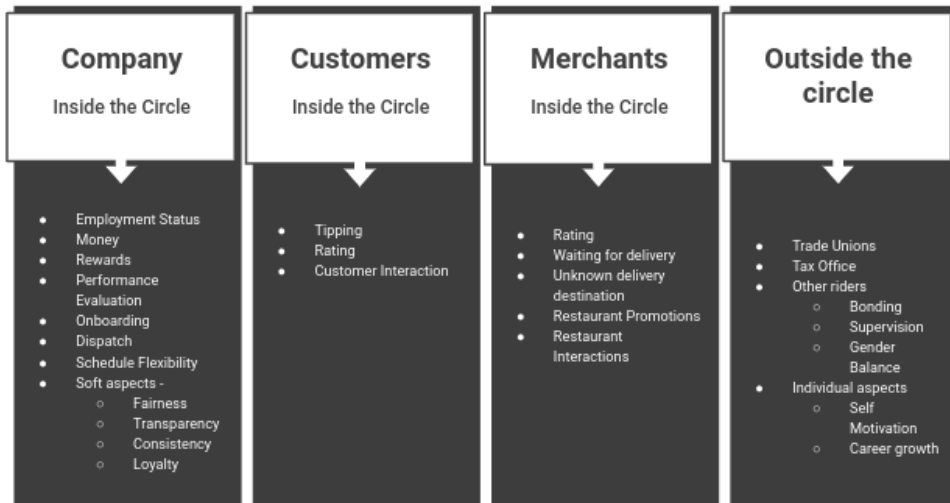 Company
Inside the Circle
Employment Status
Money
Rewards
Performance
Evaluation
Onboarding
Dispatch
Schedule Flexibility
Soft aspects -
Fairness
Transparency
Consistency
Loyalty
Customers
Inside the Circle
Tipping
Rating
Customer Interaction
Merchants
Inside the Circle
Rating
Waiting for delivery
Unknown delivery
destination
Restaurant Promotions
Restaurant
Interactions
Outside the
circle
Trade Unions
Tax Office
Other riders
Bonding
Supervision
Gender
Balance
Individual aspects
Self
Motivation
Career growth